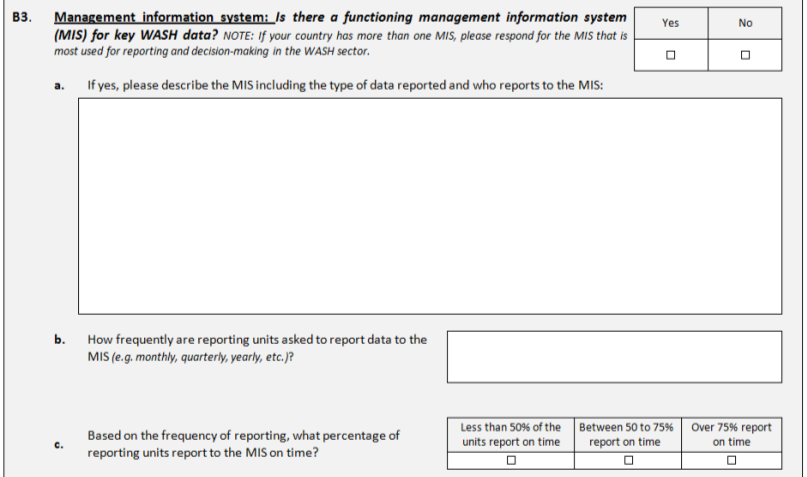 B3. Management information system: Is there a functioning management information system
(MIS) for key WASH data? NOTE: If your country has more than one MIS, please respond for the MIS that is
most used for reporting and decision-making in the WASH sector.
Yes No
a. If yes, please describe the MIS including the type of data reported and who reports to the MIS:
b. How frequently are reporting units asked to report data to the
MIS (e.g. monthly, quarterly, yearly, etc.)?
c. Based on the frequency of reporting, what percentage of
reporting units report to the MIS on time?
Less than 50% of the
units report on time
Between 50 to 75%
report on time
Over 75% report
on time